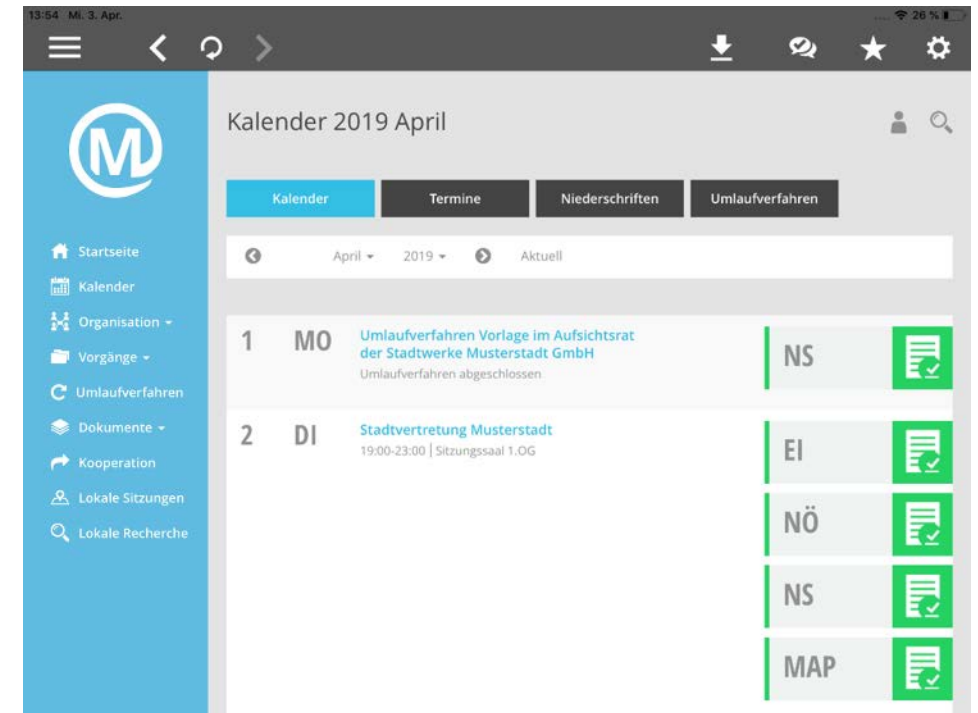 13:54 Mi. 3. Apr.
26 %
M
Kalender 2019 April
Kalender
Termine
Niederschriften
Umlaufverfahren
Startseite
Kalender
Organisation
Vorgänge
Umlaufverfahren
Dokumente
Kooperation
Lokale Sitzungen
Lokale Recherche
April
2019
Aktuell
1 MO
Umlaufverfahren Vorlage im Aufsichtsrat
der Stadtwerke Musterstadt GmbH
Umlaufverfahren abgeschlossen
NS
2 DI
Stadtvertretung Musterstadt
19:00-23:00 | Sitzungssaal 1.OG
EI
NÖ
NS
MAP